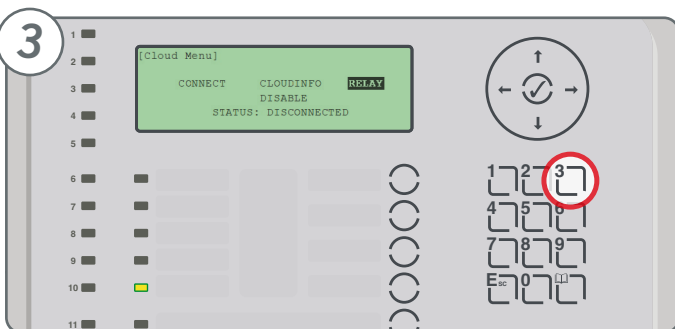 3
[Cloud Menu]
CONNECT CLOUDINFO RELAY
DISABLE
STATUS: DISCONNECTED
1
2
3
4
5
6
7
8
9
10
11
1 2 3
4 5 6
7 8 9
Esc 0